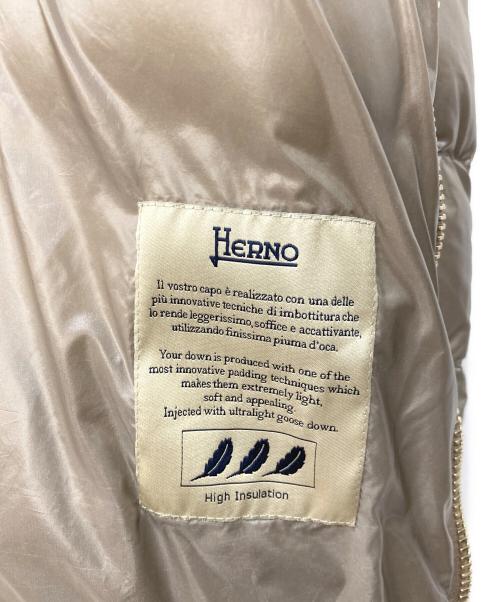 HERNO
Il vostro capo è realizzato con una delle
più innovative tecniche di imbottitura che
lo rende leggerissimo, soffice e accattivante,
utilizzando finissima piuma d'oca.
Your down is produced with one of the
most innovative padding techniques which
makes them extremely light,
soft and appealing.
Injected with ultralight goose down.
High Insulation